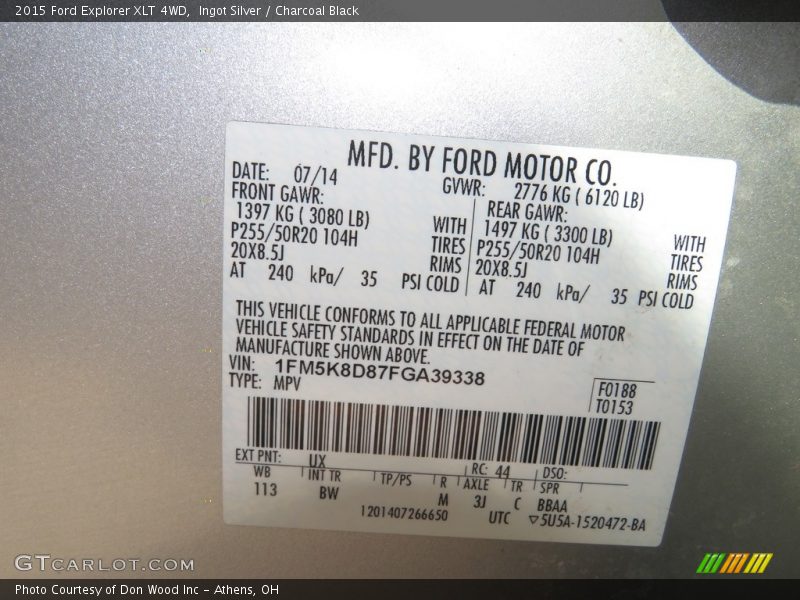 2015 Ford Explorer XLT 4WD,  Ingot Silver / Charcoal Black
MFD. BY FORD MOTOR CO.
DATE: 07/14 GVWR: 2776 KG ( 6120 LB)
FRONT GAWR: REAR GAWR:
1397 KG ( 3080 LB) WITH 1497 KG ( 3300 LB) WITH
P255/50R20 104H TIRES P255/50R20 104H TIRES
20X8.5J RIMS 20X8.5J RIMS
AT 240 kPa/ 35 PSI COLD AT 240 kPa/ 35 PSI COLD
THIS VEHICLE CONFORMS TO ALL APPLICABLE FEDERAL MOTOR
VEHICLE SAFETY STANDARDS IN EFFECT ON THE DATE OF
MANUFACTURE SHOWN ABOVE.
VIN: 1FM5K8D87FGA39338
TYPE: MPV
F0188
T0153
EXT PNT: UX RC: 44 DSO:
WB INT TR TP/PS R AXLE TR SPR
113 BW M 3J C BBAA
1201407266650 UTC ▽5U5A-1520472-BA
GTCARLOT.COM
Photo Courtesy of Don Wood Inc – Athens, OH